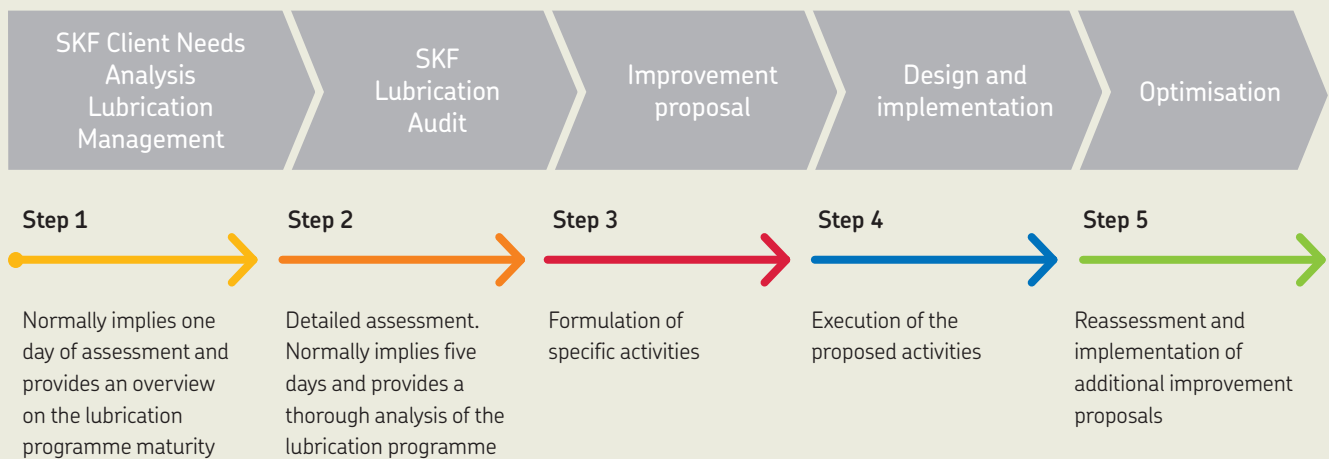 SKF Client Needs
Analysis
Lubrication
Management
SKF
Lubrication
Audit
Improvement
proposal
Design and
implementation
Optimisation
Step 1
Normally implies one
day of assessment and
provides an overview
on the lubrication
programme maturity
Step 2
Detailed assessment.
Normally implies five
days and provides a
thorough analysis of the
lubrication programme
Step 3
Formulation of
specific activities
Step 4
Execution of the
proposed activities
Step 5
Reassessment and
implementation of
additional improvement
proposals